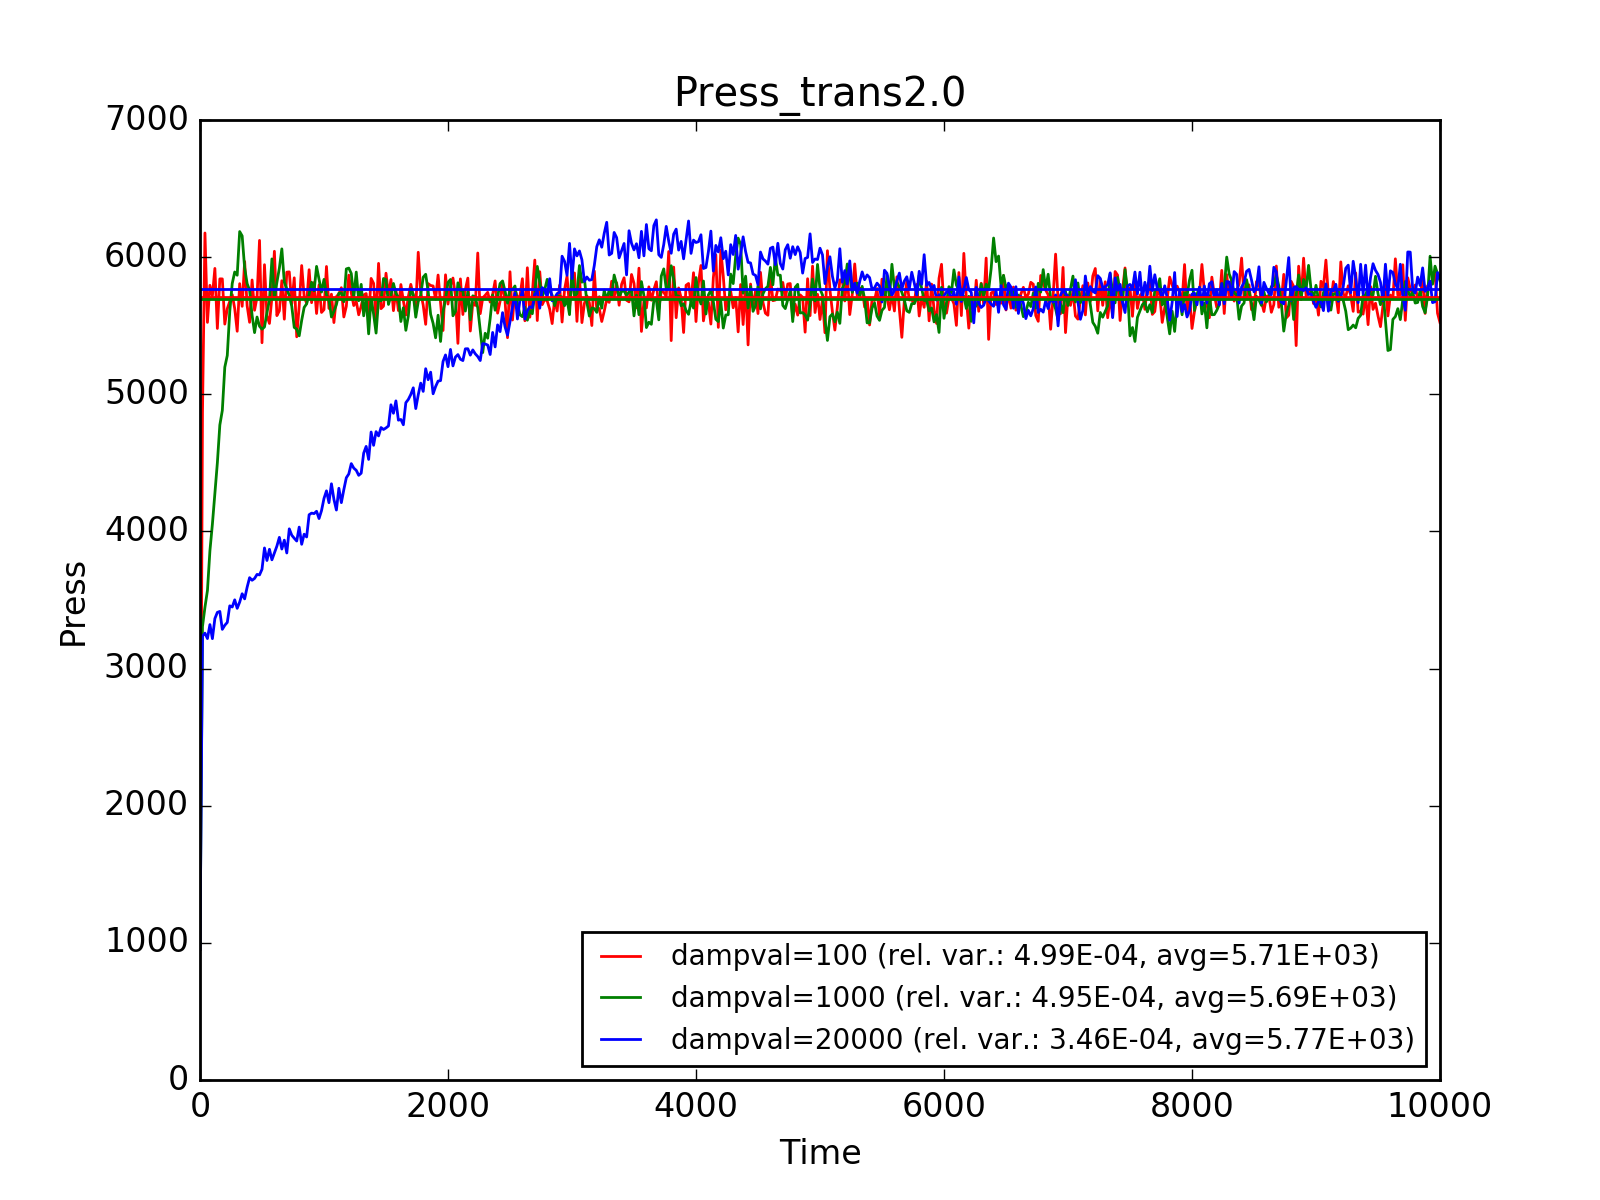 Press_trans2.0
7000
6000
5000
4000
3000
2000
1000
0
Press
dampval=100 (rel. var.: 4.99E-04, avg=5.71E+03)
dampval=1000 (rel. var.: 4.95E-04, avg=5.69E+03)
dampval=20000 (rel. var.: 3.46E-04, avg=5.77E+03)
0 2000 4000 6000 8000 10000
Time